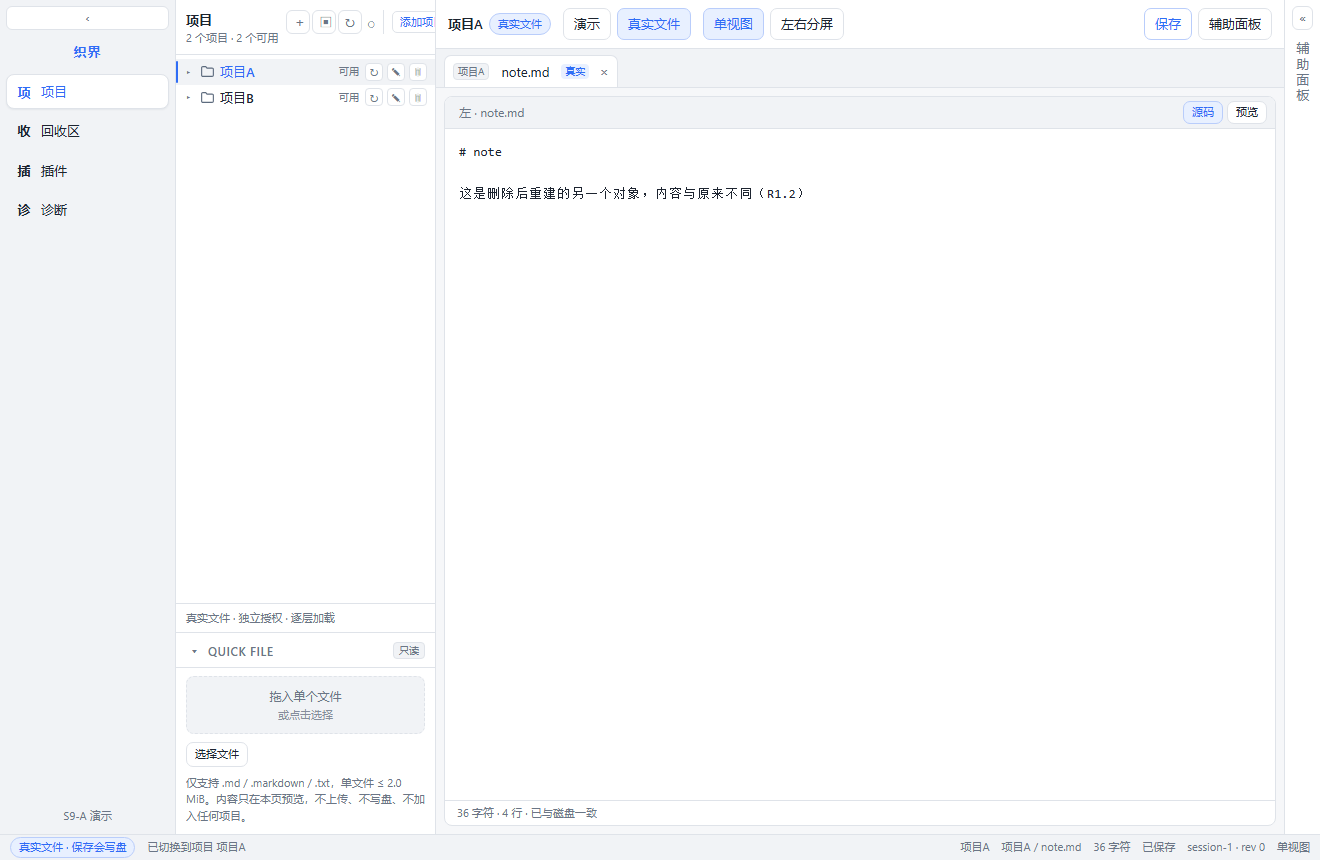 ‹
织界
项 项目
收 回收区
插 插件
诊 诊断
S9-A 演示
项目
2 个项目 · 2 个可用
+ ↻ ○ 添加项
▸ 项目A 可用 ↻
▸ 项目B 可用 ↻
真实文件 · 独立授权 · 逐层加载
▾ QUICK FILE 只读
拖入单个文件
或点击选择
选择文件
仅支持 .md / .markdown / .txt，单文件 ≤ 2.0
MiB。内容只在本页预览，不上传、不写盘、不加
入任何项目。
项目A 真实文件 演示 真实文件 单视图 左右分屏 保存 辅助面板
项目A note.md 真实 ×
左 · note.md 源码 预览
# note
这是删除后重建的另一个对象，内容与原来不同（R1.2）
36 字符 · 4 行 · 已与磁盘一致
«
辅助面板
真实文件 · 保存会写盘 已切换到项目 项目A 项目A 项目A / note.md 36 字符 已保存 session-1 · rev 0 单视图